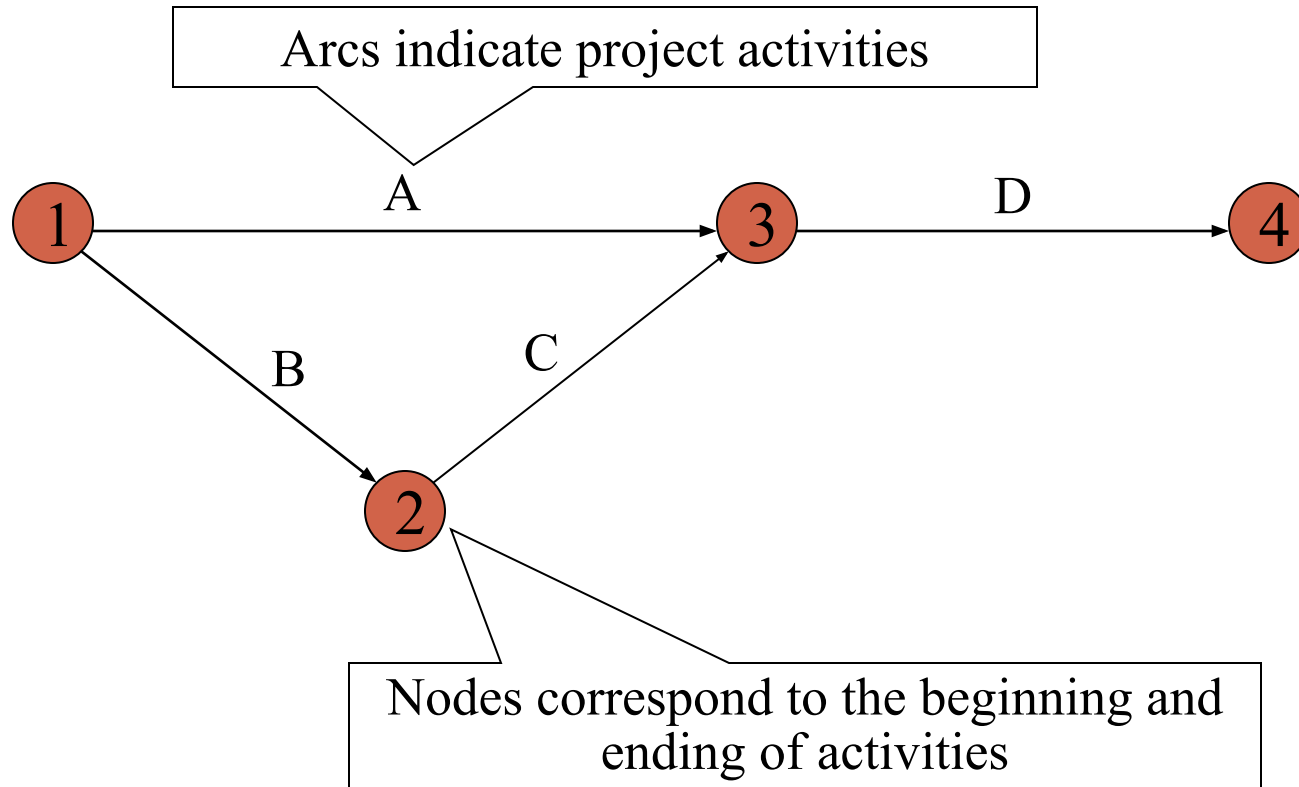 Arcs indicate project activities
A
D
1
3
4
B
C
2
Nodes correspond to the beginning and
ending of activities